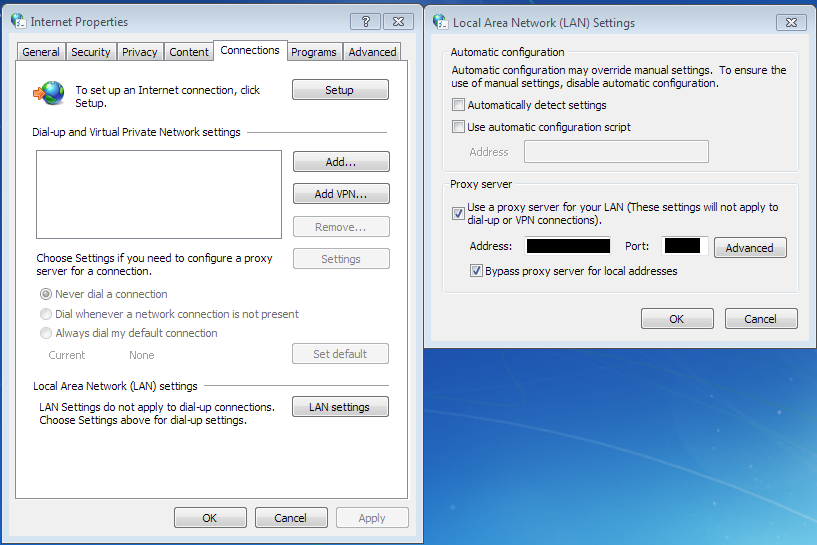 Internet Properties
General
Security
Privacy
Content
Connections
Programs
Advanced
To set up an Internet connection, click
Setup.
Setup
Dial-up and Virtual Private Network settings
Add...
Add VPN...
Remove...
Choose Settings if you need to configure a proxy
server for a connection.
Settings
Never dial a connection
Dial whenever a network connection is not present
Always dial my default connection
Current
None
Set default
Local Area Network (LAN) settings
LAN Settings do not apply to dial-up connections.
Choose Settings above for dial-up settings.
LAN settings
OK
Cancel
Apply
Local Area Network (LAN) Settings
Automatic configuration
Automatic configuration may override manual settings. To ensure the
use of manual settings, disable automatic configuration.
Automatically detect settings
Use automatic configuration script
Address
Proxy server
Use a proxy server for your LAN (These settings will not apply to
dial-up or VPN connections).
Address:
Port:
Advanced
Bypass proxy server for local addresses
OK
Cancel